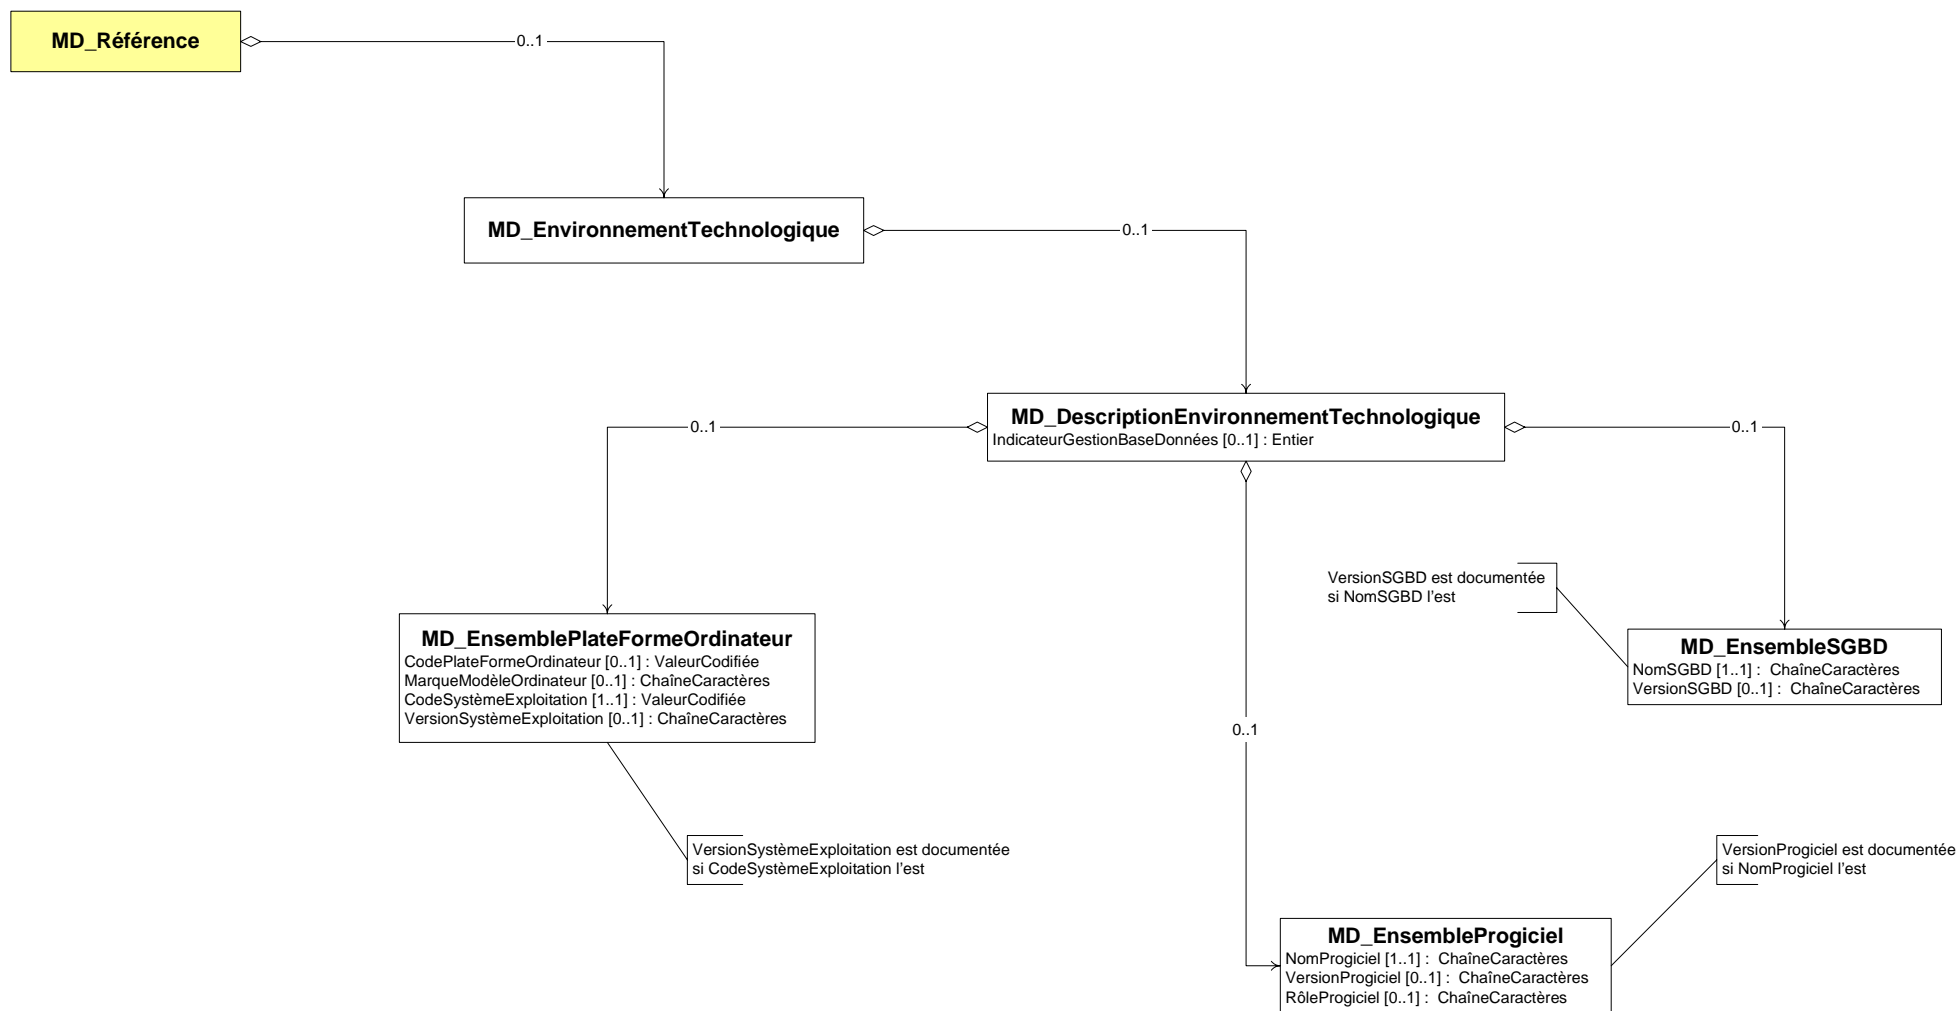 MD_Référence
0..1
MD_EnvironnementTechnologique
0..1
MD_DescriptionEnvironnementTechnologique
IndicateurGestionBaseDonnées [0..1] : Entier
0..1
0..1
VersionSGBD est documentée
si NomSGBD l'est
MD_EnsemblePlateFormeOrdinateur
CodePlateFormeOrdinateur [0..1] : ValeurCodifiée
MarqueModèleOrdinateur [0..1] : ChaîneCaractères
CodeSystèmeExploitation [1..1] : ValeurCodifiée
VersionSystèmeExploitation [0..1] : ChaîneCaractères
MD_EnsembleSGBD
NomSGBD [1..1] : ChaîneCaractères
VersionSGBD [0..1] : ChaîneCaractères
0..1
VersionSystèmeExploitation est documentée
si CodeSystèmeExploitation l'est
VersionProgiciel est documentée
si NomProgiciel l'est
MD_EnsembleProgiciel
NomProgiciel [1..1] : ChaîneCaractères
VersionProgiciel [0..1] : ChaîneCaractères
RôleProgiciel [0..1] : ChaîneCaractères